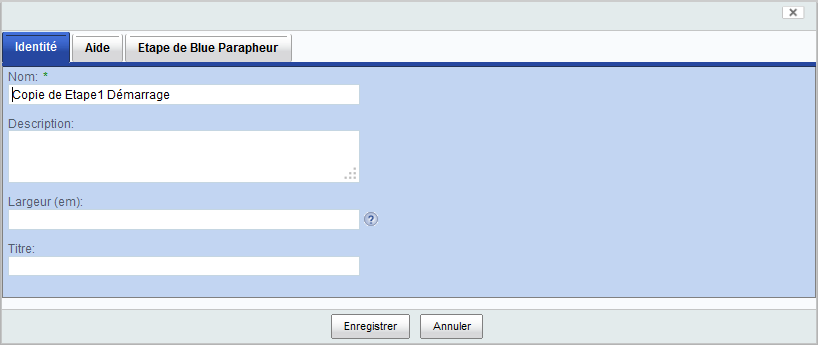 Identité Aide Etape de Blue Parapheur
Nom: *
Copie de Etape1 Démarrage
Description:
Largeur (em):
?
Titre:
Enregistrer Annuler